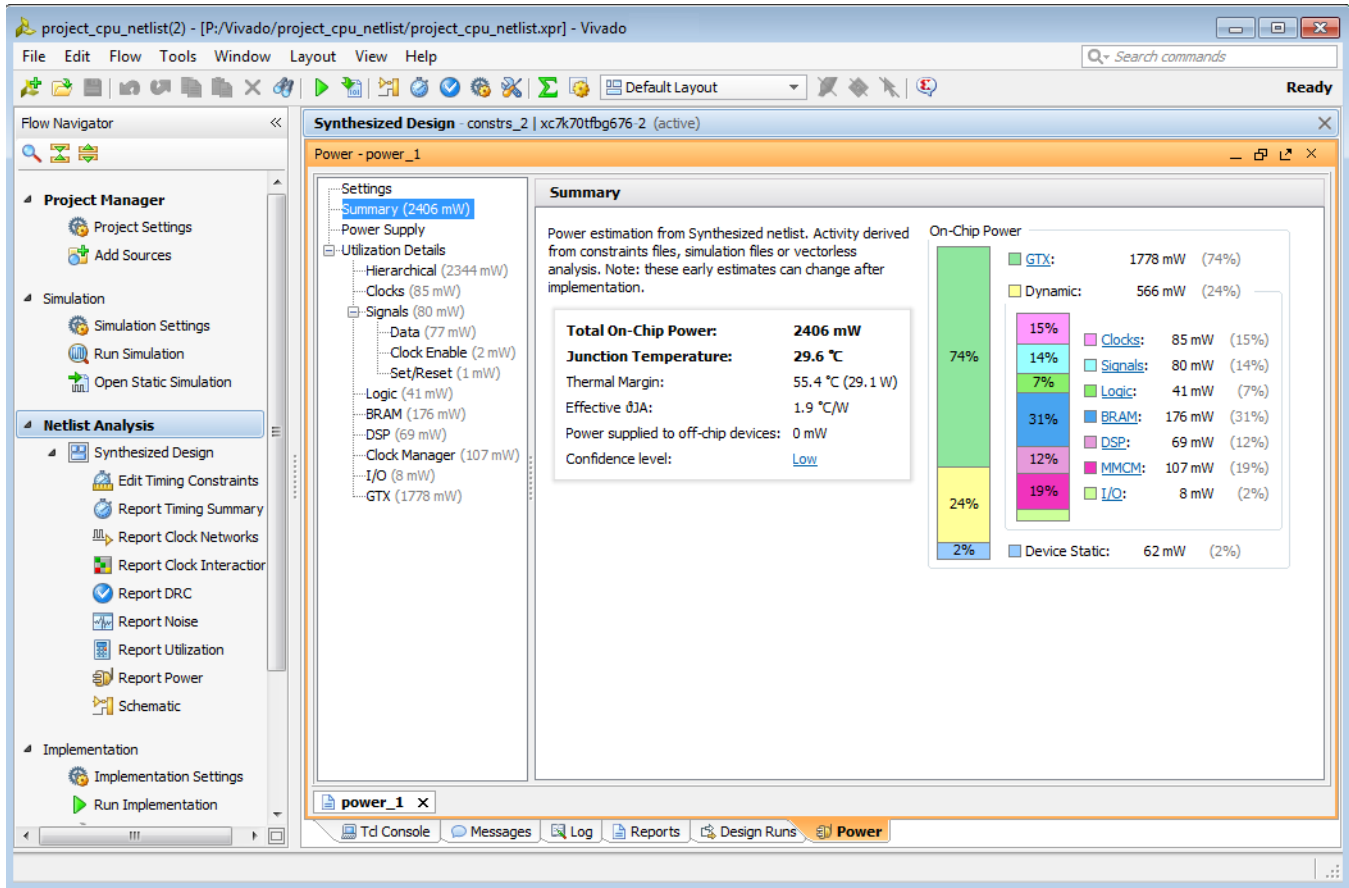 project_cpu_netlist(2) - [P:/Vivado/project_cpu_netlist/project_cpu_netlist.xpr] - Vivado
File Edit Flow Tools Window Layout View Help
Search commands
Default Layout
Ready
Flow Navigator
Project Manager
Project Settings
Add Sources
Simulation
Simulation Settings
Run Simulation
Open Static Simulation
Netlist Analysis
Synthesized Design
Edit Timing Constraints
Report Timing Summary
Report Clock Networks
Report Clock Interaction
Report DRC
Report Noise
Report Utilization
Report Power
Schematic
Implementation
Implementation Settings
Run Implementation
Synthesized Design - constrs_2 | xc7k70tfbg676-2 (active)
Power - power_1
Settings
Summary (2406 mW)
Power Supply
Utilization Details
Hierarchical (2344 mW)
Clocks (85 mW)
Signals (80 mW)
Data (77 mW)
Clock Enable (2 mW)
Set/Reset (1 mW)
Logic (41 mW)
BRAM (176 mW)
DSP (69 mW)
Clock Manager (107 mW)
I/O (8 mW)
GTX (1778 mW)
Summary
Power estimation from Synthesized netlist. Activity derived
from constraints files, simulation files or vectorless
analysis. Note: these early estimates can change after
implementation.
Total On-Chip Power: 2406 mW
Junction Temperature: 29.6 °C
Thermal Margin: 55.4 °C (29.1 W)
Effective ϑJA: 1.9 °C/W
Power supplied to off-chip devices: 0 mW
Confidence level: Low
On-Chip Power
74%
24%
2%
GTX: 1778 mW (74%)
Dynamic: 566 mW (24%)
15%
14%
7%
31%
12%
19%
Clocks: 85 mW (15%)
Signals: 80 mW (14%)
Logic: 41 mW (7%)
BRAM: 176 mW (31%)
DSP: 69 mW (12%)
MMCM: 107 mW (19%)
I/O: 8 mW (2%)
Device Static: 62 mW (2%)
power_1
Tcl Console Messages Log Reports Design Runs Power